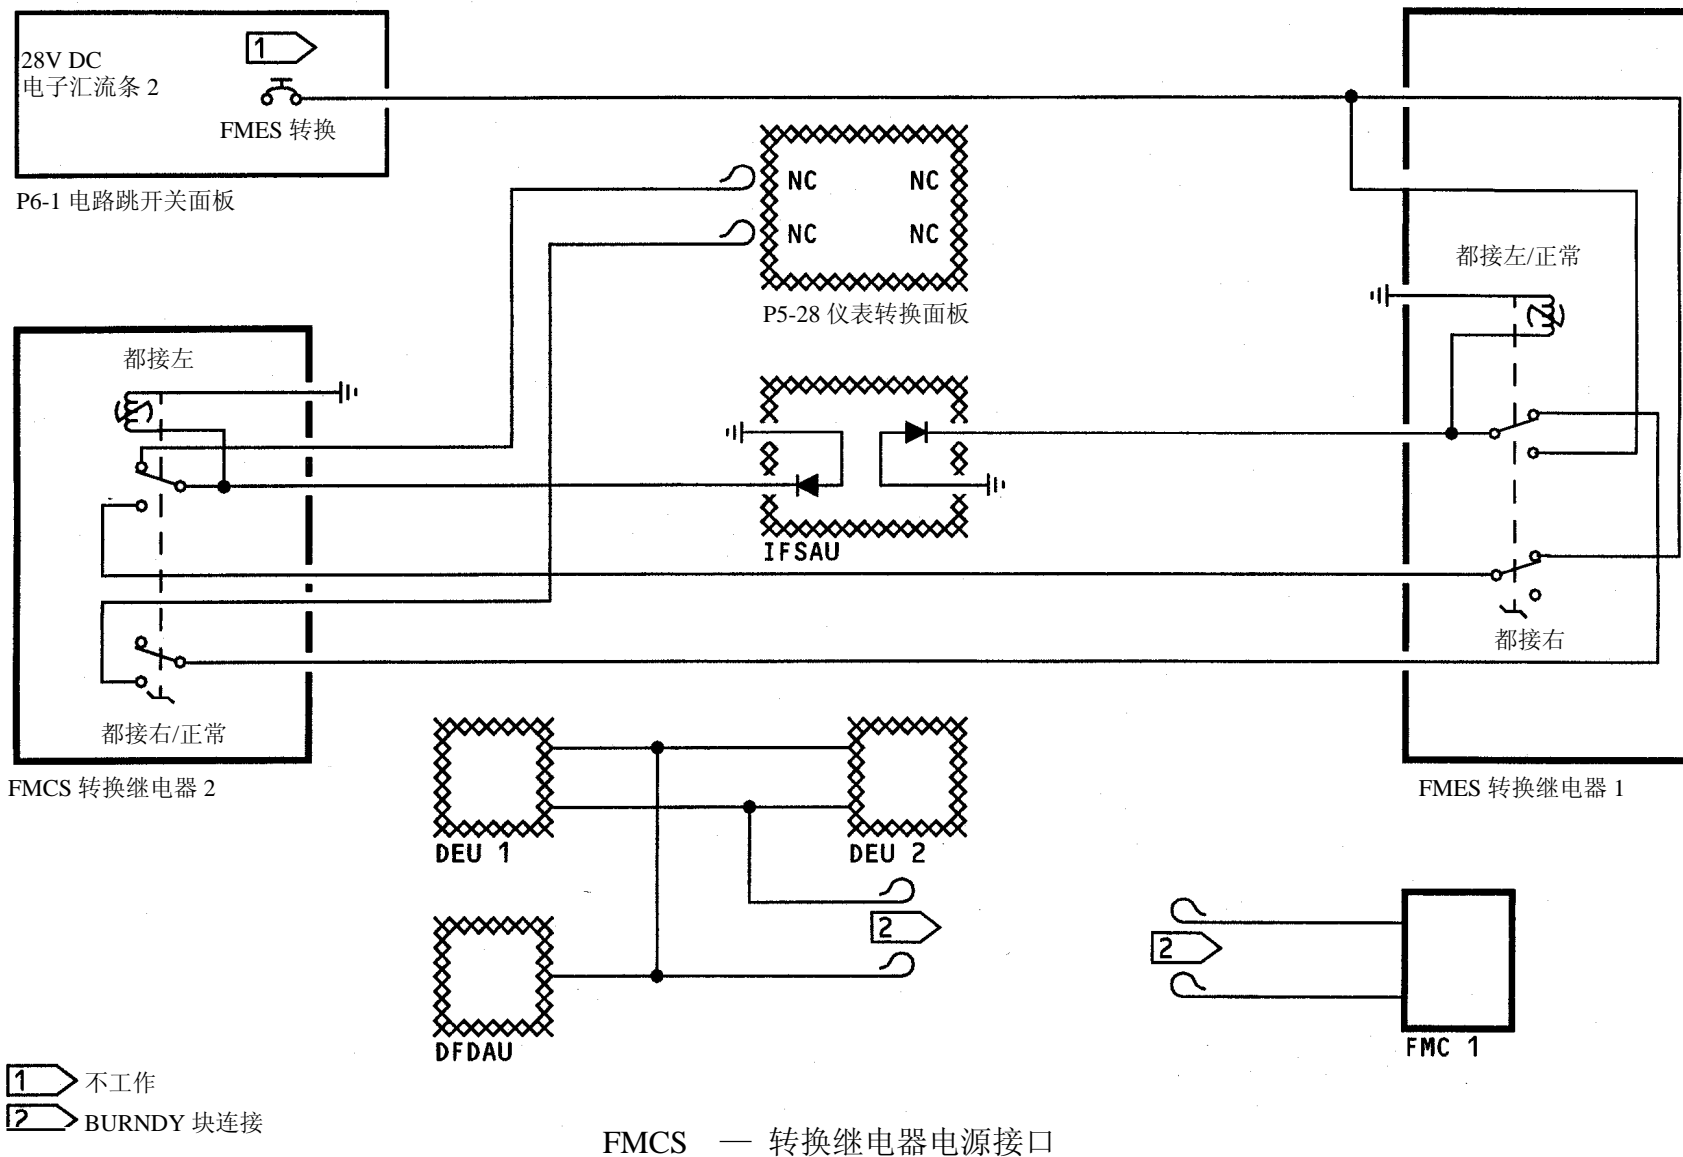 1
28V DC
电子汇流条 2
FMES 转换
P6-1 电路跳开关面板
NC NC
NC NC
P5-28 仪表转换面板
都接左/正常
都接左
IFSAU
都接右
都接右/正常
FMCS 转换继电器 2
FMES 转换继电器 1
DEU 1
DEU 2
2
2
DFDAU
FMC 1
1 不工作
2 BURNDY 块连接
FMCS — 转换继电器电源接口